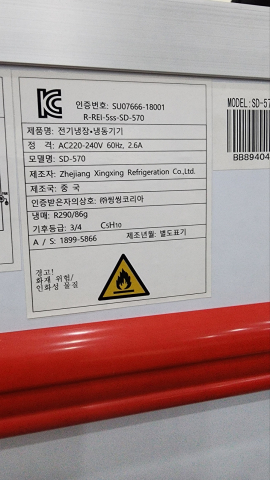 인증번호: SU07666-18001
R-REI-5ss-SD-570
제품명: 전기냉장•냉동기기
정 격: AC220-240V 60Hz, 2.6A
모델명: SD-570
제조자: Zhejiang Xingxing Refrigeration Co.,Ltd.
제조국: 중 국
인증받은자의상호: ㈜씽씽코리아
냉매: R290/86g
기후등급: 3/4 C5H10
A / S: 1899-5866 제조년월: 별도표기
경고!
화재 위험/
인화성 물질
MODEL: SD-57
BB89404